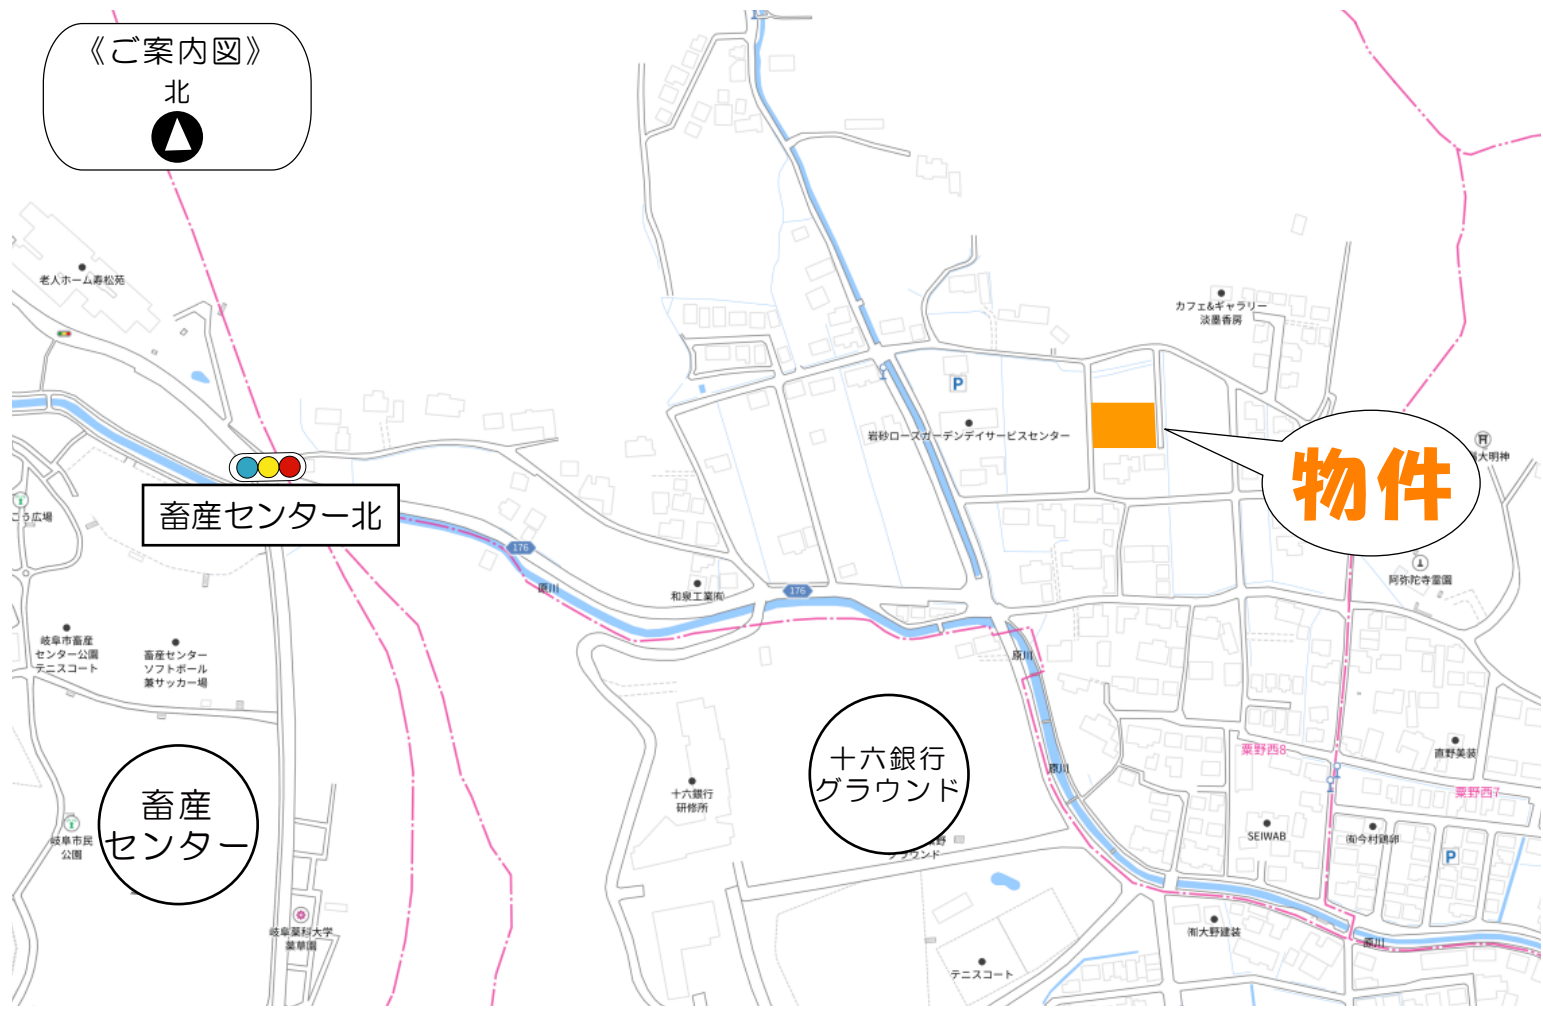 《ご案内図》
北
老人ホーム寿松苑
カフェ&ギャラリー
淡墨香房
P
岩砂ローズガーデンデイサービスセンター
物件
大明神
畜産センター北
こう広場
176
原川
和泉工業㈲
176
阿弥陀寺霊園
岐阜市畜産
センター公園
テニスコート
畜産センター
ソフトボール
兼サッカー場
原川
粟野西8
直野美装
原川
粟野西7
十六銀行
グラウンド
十六銀行
研修所
畜産
センター
岐阜市民
公園
SEIWAB
㈲今村鶏卵
P
野
グラウンド
岐阜薬科大学
薬草園
㈲大野建装
原川
テニスコート